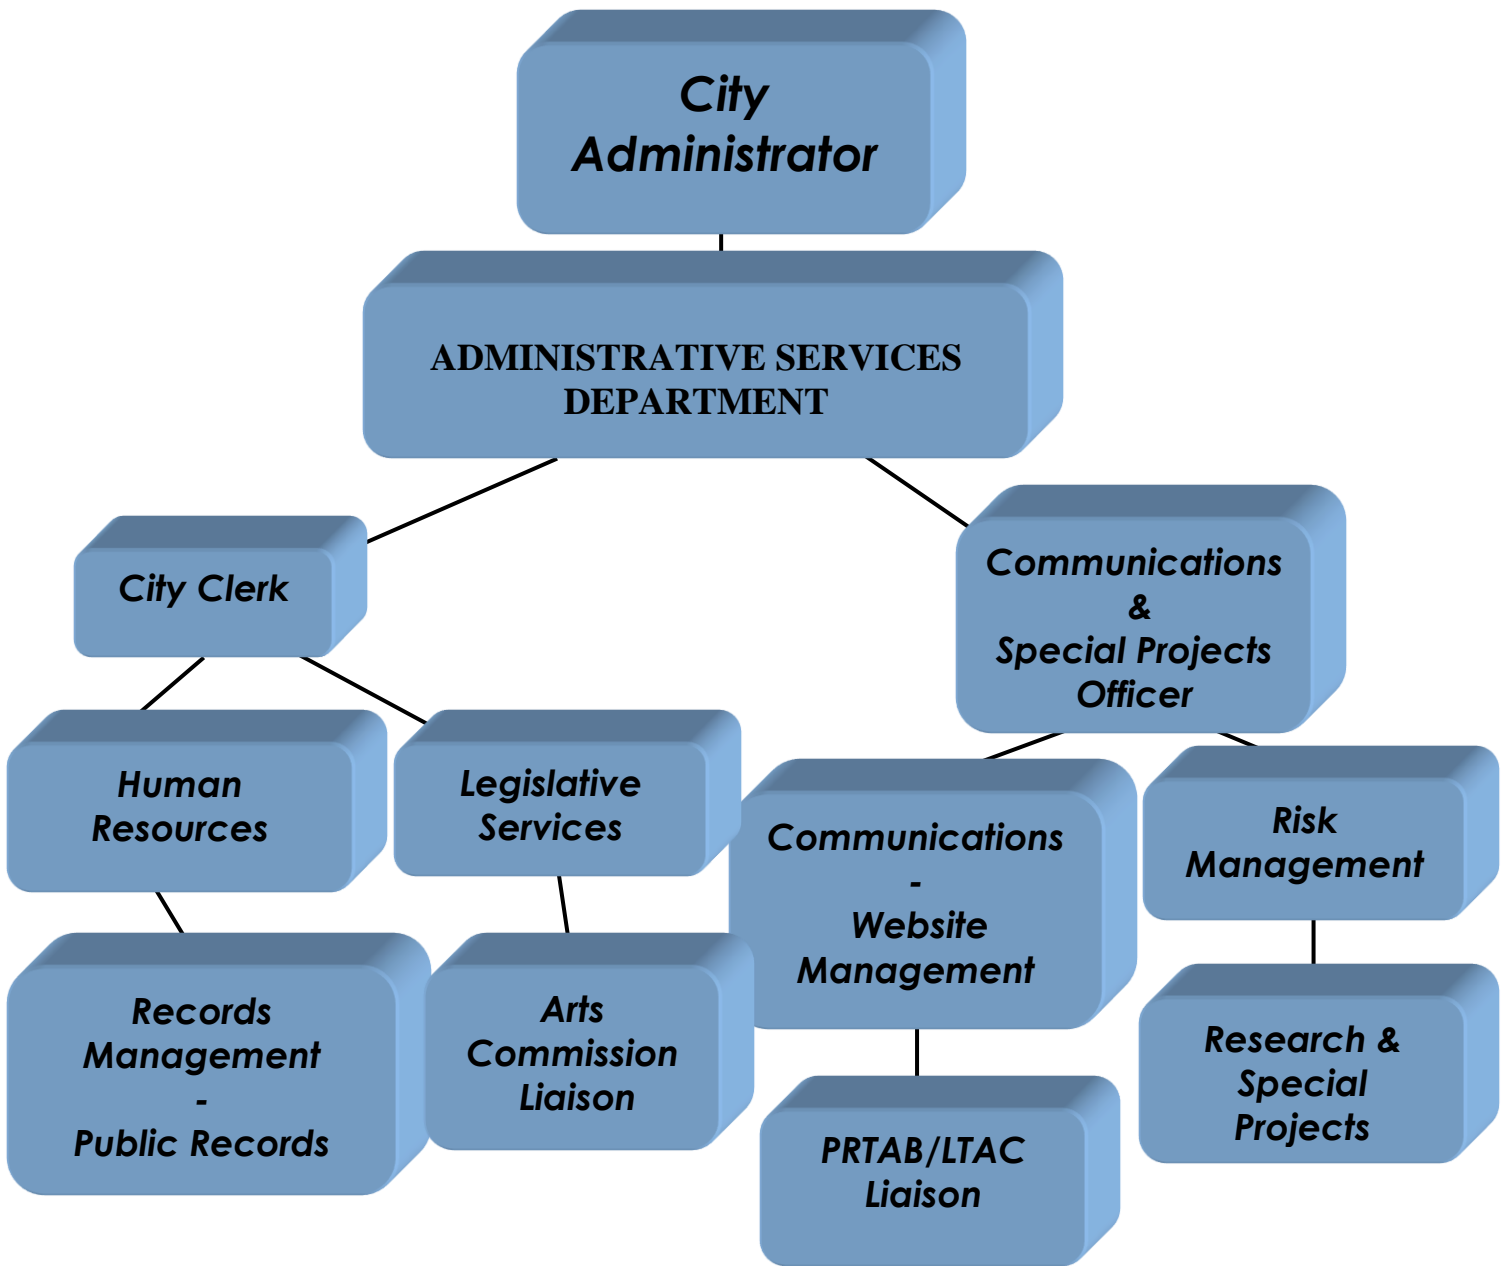 City
Administrator
ADMINISTRATIVE SERVICES
DEPARTMENT
City Clerk
Communications
&
Special Projects
Officer
Human
Resources
Legislative
Services
Communications
-
Website
Management
Risk
Management
Records
Management
-
Public Records
Arts
Commission
Liaison
PRTAB/LTAC
Liaison
Research &
Special
Projects